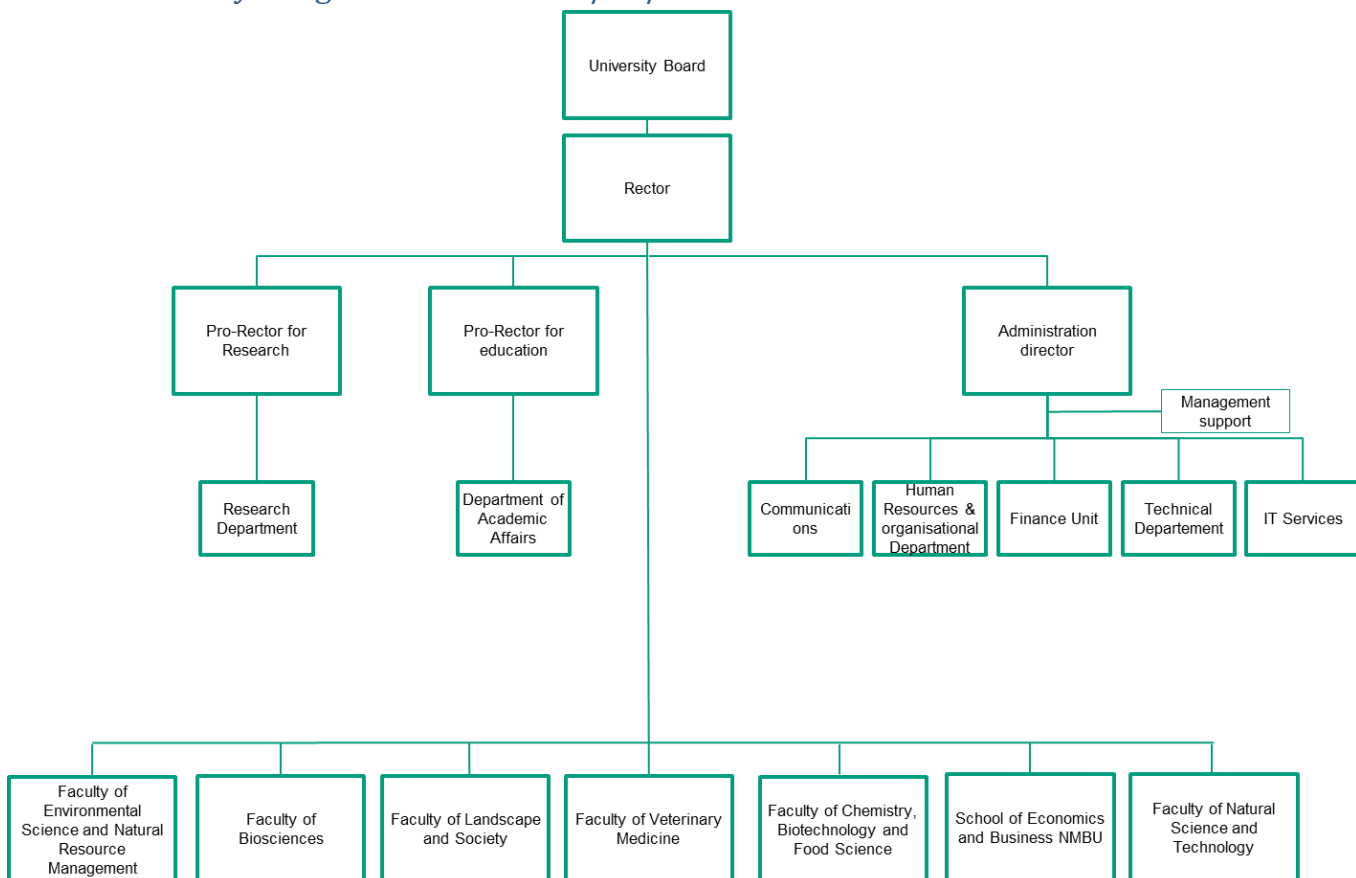 University Board
Rector
Pro-Rector for
Research
Pro-Rector for
education
Administration
director
Management
support
Research
Department
Department of
Academic
Affairs
Communicati
ons
Human
Resources &
organisational
Department
Finance Unit
Technical
Departement
IT Services
Faculty of
Environmental
Science and Natural
Resource
Management
Faculty of
Biosciences
Faculty of Landscape
and Society
Faculty of Veterinary
Medicine
Faculty of Chemistry,
Biotechnology and
Food Science
School of Economics
and Business NMBU
Faculty of Natural
Science and
Technology